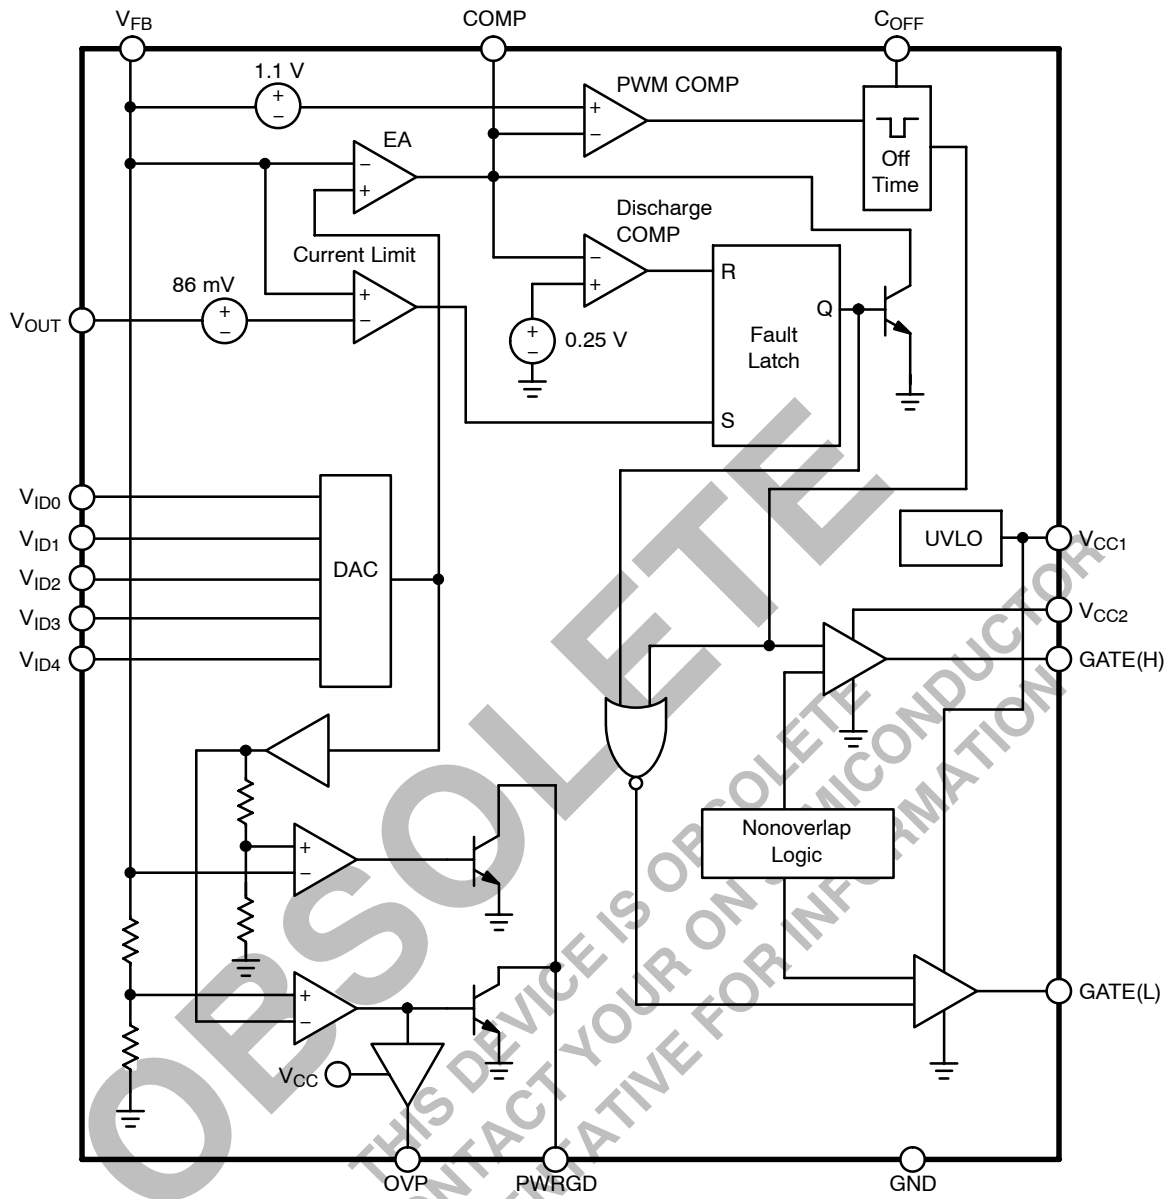 VFB
COMP
COFF
1.1 V
+
−
PWM COMP
+
−
EA
−
+
Off
Time
Discharge
COMP
−
+
Current Limit
+
−
86 mV
+
−
VOUT
+
−
0.25 V
R
Q
Fault
Latch
S
VID0
VID1
VID2
VID3
VID4
DAC
UVLO
VCC1
VCC2
GATE(H)
Nonoverlap
Logic
+
−
+
−
GATE(L)
VCC
OVP
PWRGD
GND
OBSOLETE
THIS DEVICE IS OBSOLETE
CONTACT YOUR ON SEMICONDUCTOR
FOR INFORMATION